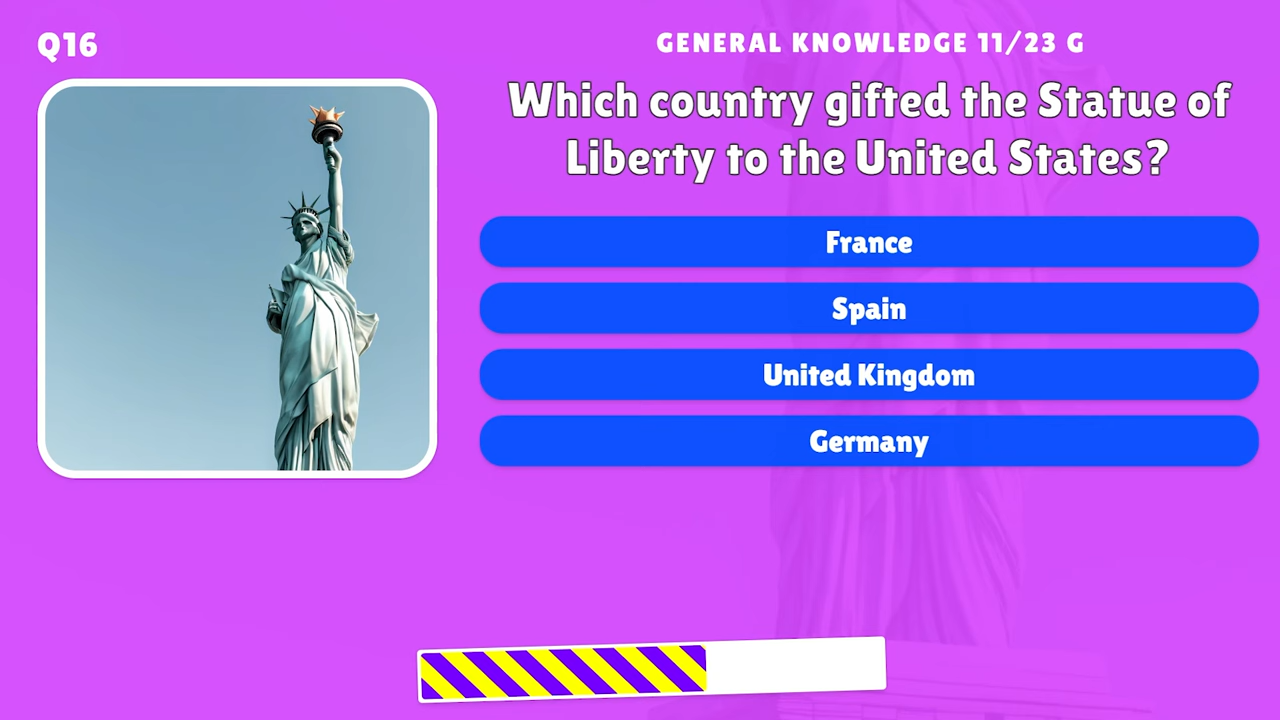 Q16
GENERAL KNOWLEDGE 11/23 G
Which country gifted the Statue of
Liberty to the United States?
France
Spain
United Kingdom
Germany